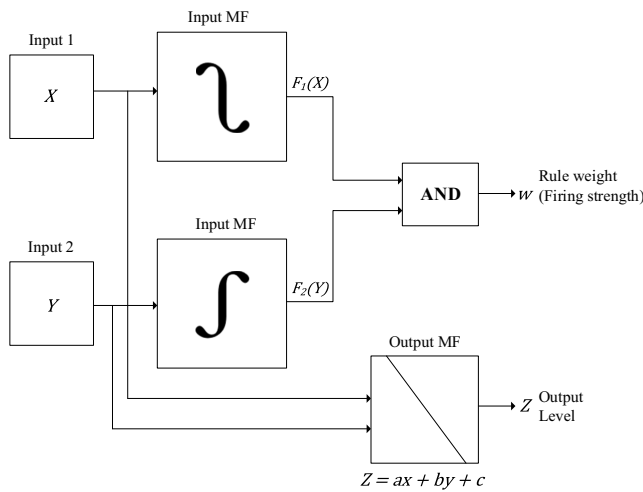 Input MF
Input 1
X
F₁(X)
AND
w
Rule weight
(Firing strength)
Input MF
Input 2
Y
F₂(Y)
Output MF
Z
Output
Level
Z = ax + by + c